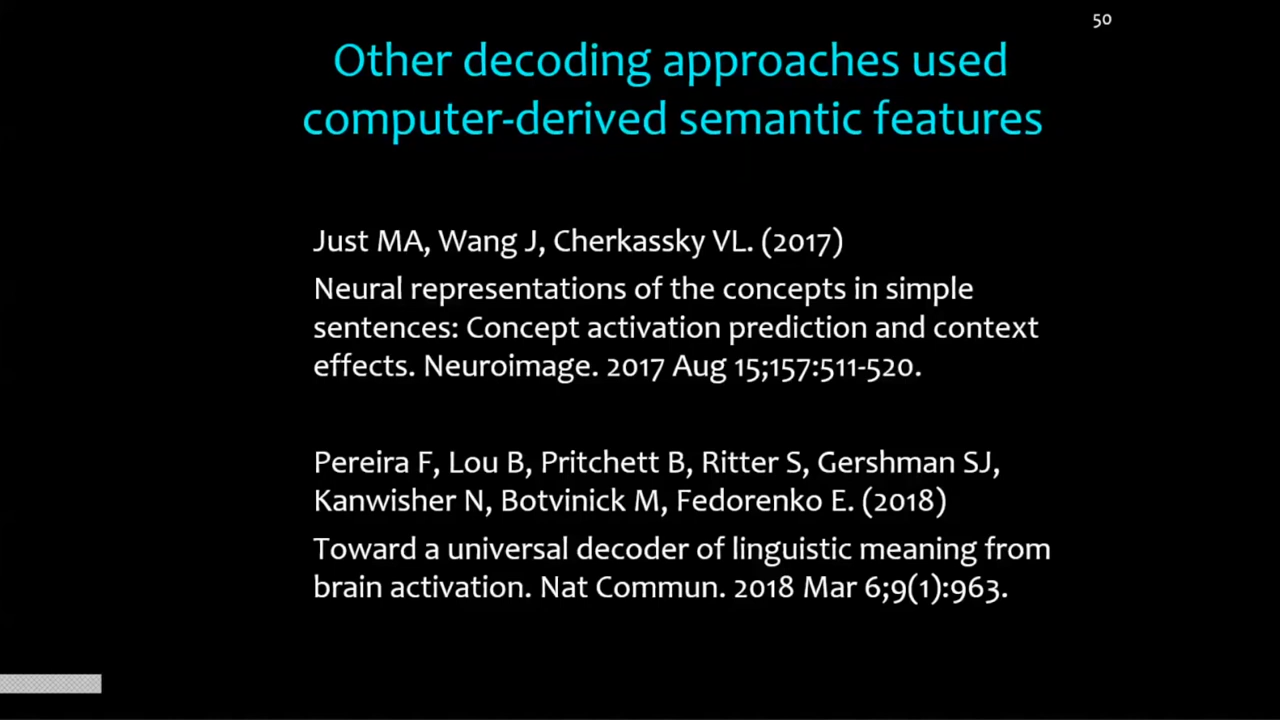 50
Other decoding approaches used
computer-derived semantic features
Just MA, Wang J, Cherkassky VL. (2017)
Neural representations of the concepts in simple
sentences: Concept activation prediction and context
effects. Neuroimage. 2017 Aug 15;157:511-520.
Pereira F, Lou B, Pritchett B, Ritter S, Gershman SJ,
Kanwisher N, Botvinick M, Fedorenko E. (2018)
Toward a universal decoder of linguistic meaning from
brain activation. Nat Commun. 2018 Mar 6;9(1):963.